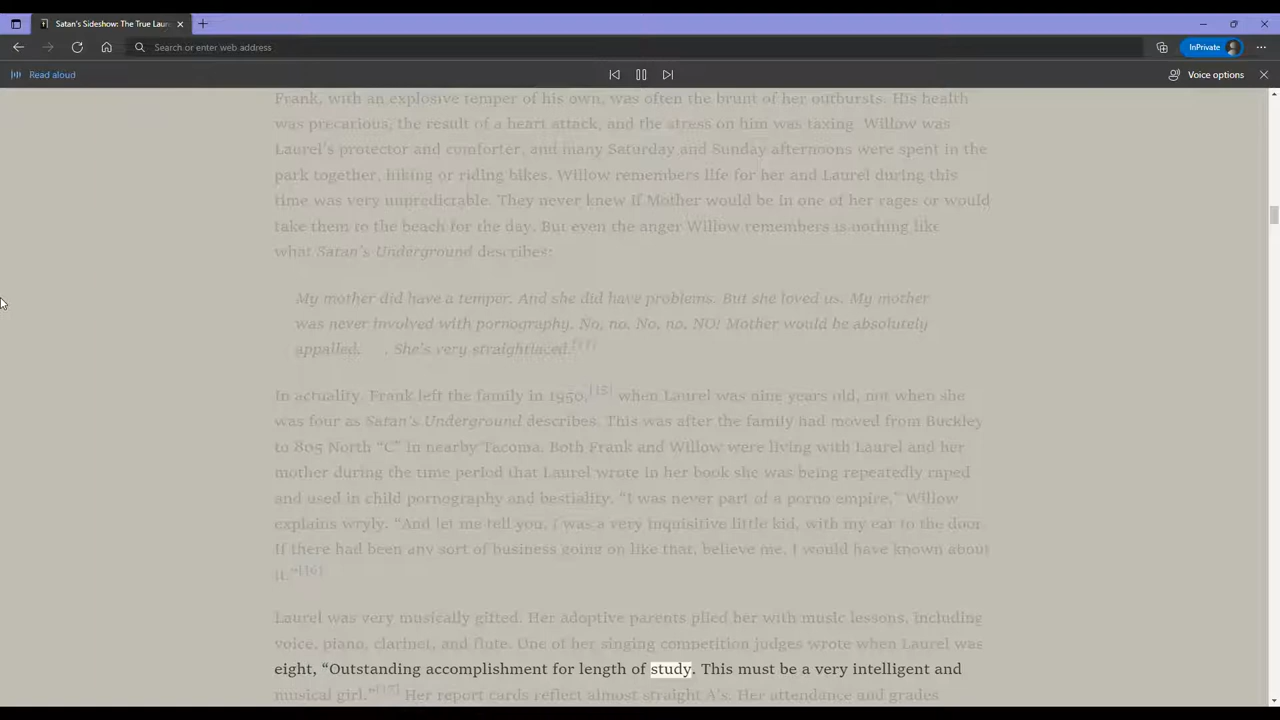 Satan's Sideshow: The True Laur
Search or enter web address
InPrivate
Read aloud
Voice options
Frank, with an explosive temper of his own, was often the brunt of her outbursts. His health
was precarious, the result of a heart attack, and the stress on him was taxing. Willow was
Laurel's protector and comforter, and many Saturday and Sunday afternoons were spent in the
park together, hiking or riding bikes. Willow remembers life for her and Laurel during this
time was very unpredictable. They never knew if Mother would be in one of her rages or would
take them to the beach for the day. But even the anger Willow remembers is nothing like
what Satan's Underground describes:
My mother did have a temper. And she did have problems. But she loved us. My mother
was never involved with pornography. No, no. No, no, NO! Mother would be absolutely
appalled. . She's very straightlaced.
In actuality, Frank left the family in 1950,[15] when Laurel was nine years old, not when she
was four as Satan's Underground describes. This was after the family had moved from Buckley
to 805 North “C” in nearby Tacoma. Both Frank and Willow were living with Laurel and her
mother during the time period that Laurel wrote in her book she was being repeatedly raped
and used in child pornography and bestiality. “I was never part of a porno empire,” Willow
explains wryly. “And let me tell you, I was a very inquisitive little kid, with my ear to the door.
If there had been any sort of business going on like that, believe me, I would have known about
it.”[16]
Laurel was very musically gifted. Her adoptive parents plied her with music lessons, including
voice, piano, clarinet, and flute. One of her singing competition judges wrote when Laurel was
eight, “Outstanding accomplishment for length of study. This must be a very intelligent and
musical girl.”[17] Her report cards reflect almost straight A's. Her attendance and grades